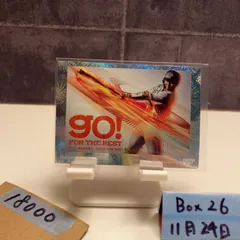 go!
FOR THE BEST
18000
Box 26
11月24日